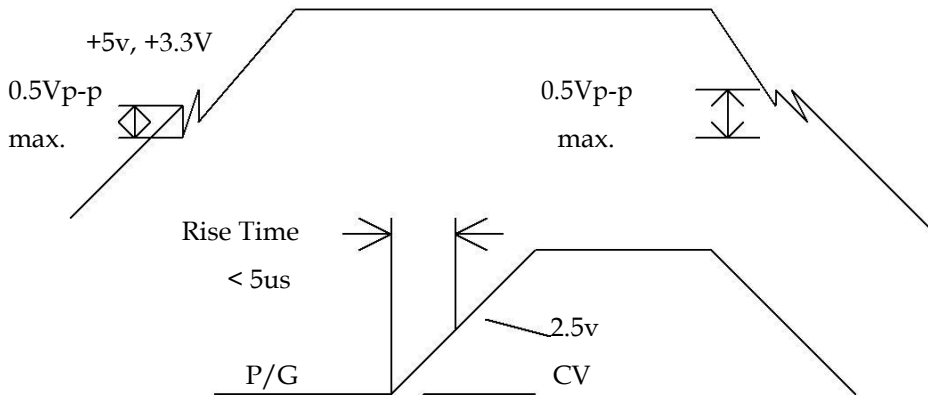 +5v, +3.3V
0.5Vp-p
max.
0.5Vp-p
max.
Rise Time
< 5us
2.5v
P/G
CV